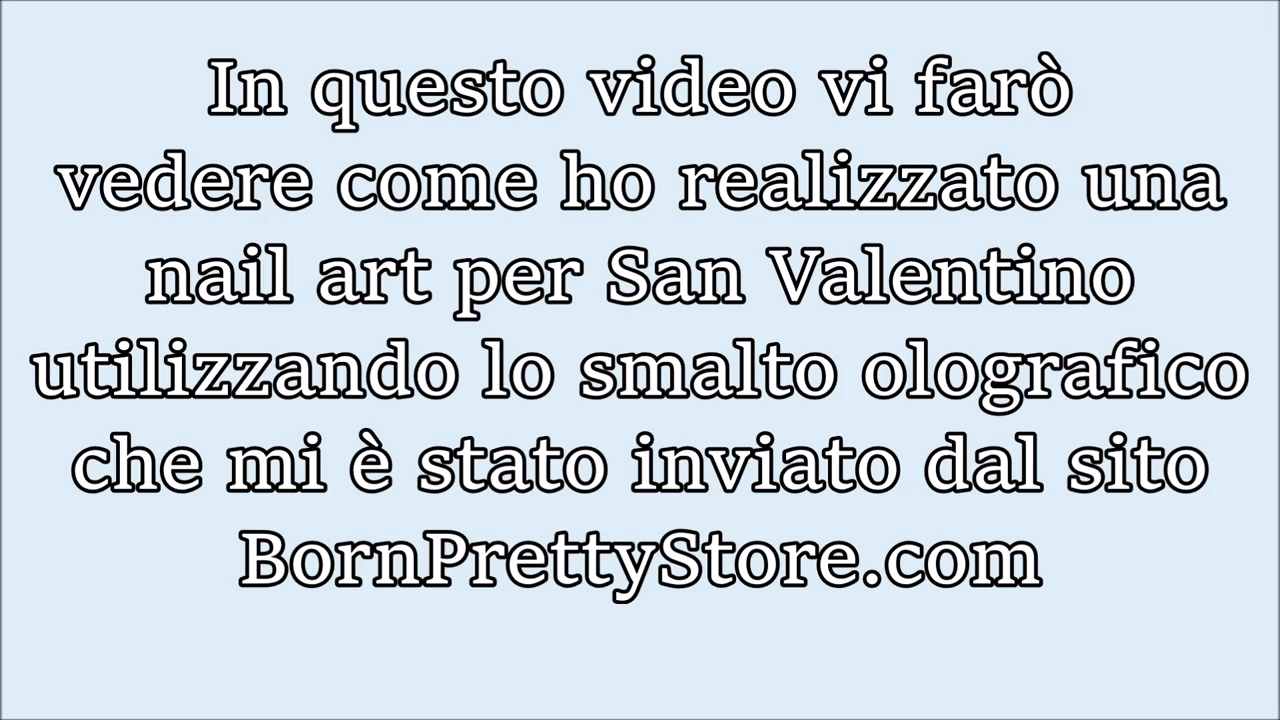 In questo video vi farò
vedere come ho realizzato una
nail art per San Valentino
utilizzando lo smalto olografico
che mi è stato inviato dal sito
BornPrettyStore.com